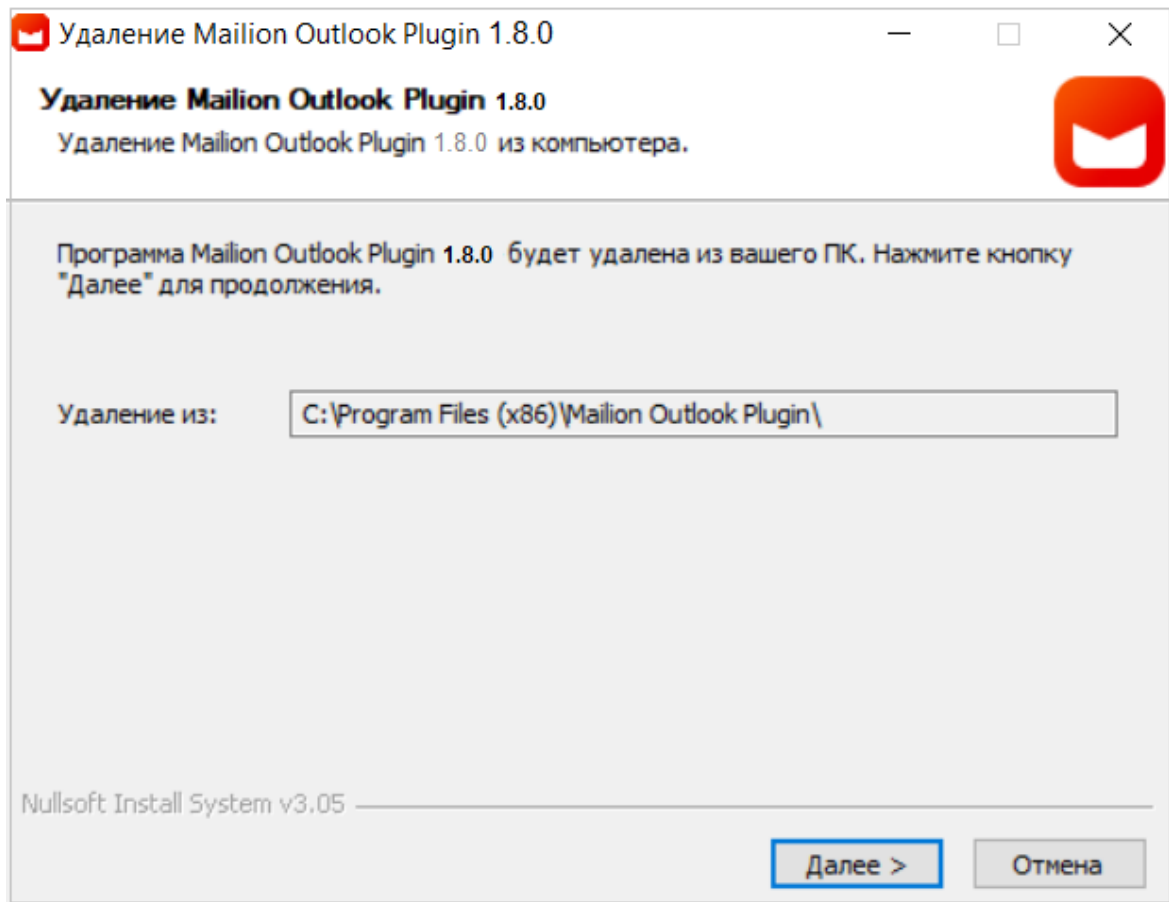 Удаление Mailion Outlook Plugin 1.8.0
Удаление Mailion Outlook Plugin 1.8.0
Удаление Mailion Outlook Plugin 1.8.0 из компьютера.
Программа Mailion Outlook Plugin 1.8.0 будет удалена из вашего ПК. Нажмите кнопку
"Далее" для продолжения.
Удаление из: C:\Program Files (x86)\Mailion Outlook Plugin\
Nullsoft Install System v3.05
Далее > Отмена